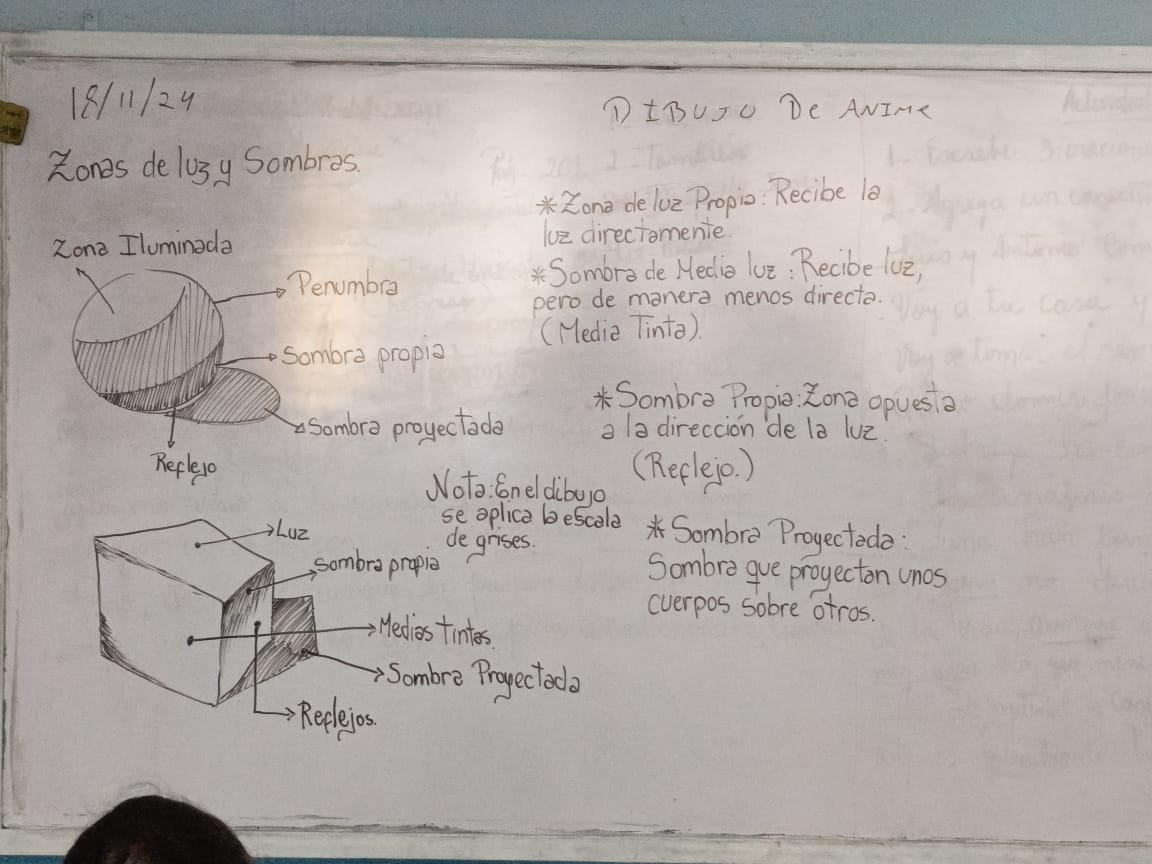 18/11/24
DIBUJO De ANIMe
Zonas de luz y Sombras.
Zona Iluminada
Penumbra
Sombra propia
Sombra proyectada
Reflejo
*Zona de luz Propia: Recibe la
luz directamente.
*Sombra de Media luz: Recibe luz,
pero de manera menos directa.
(Media Tinta).
*Sombra Propia: Zona opuesta
a la dirección de la luz.
(Reflejo.)
Nota: En el dibujo
se aplica la escala
de grises.
* Sombra Proyectada:
Sombra que proyectan unos
cuerpos sobre otros.
Luz
Sombra propia
Medias tintas.
Sombra Proyectada
Reflejos.